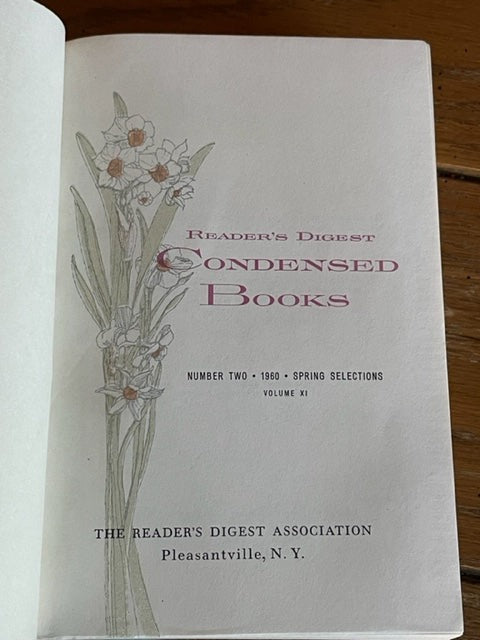 READER'S DIGEST
CONDENSED
BOOKS
NUMBER TWO • 1960 • SPRING SELECTIONS
VOLUME XI
THE READER'S DIGEST ASSOCIATION
Pleasantville, N. Y.